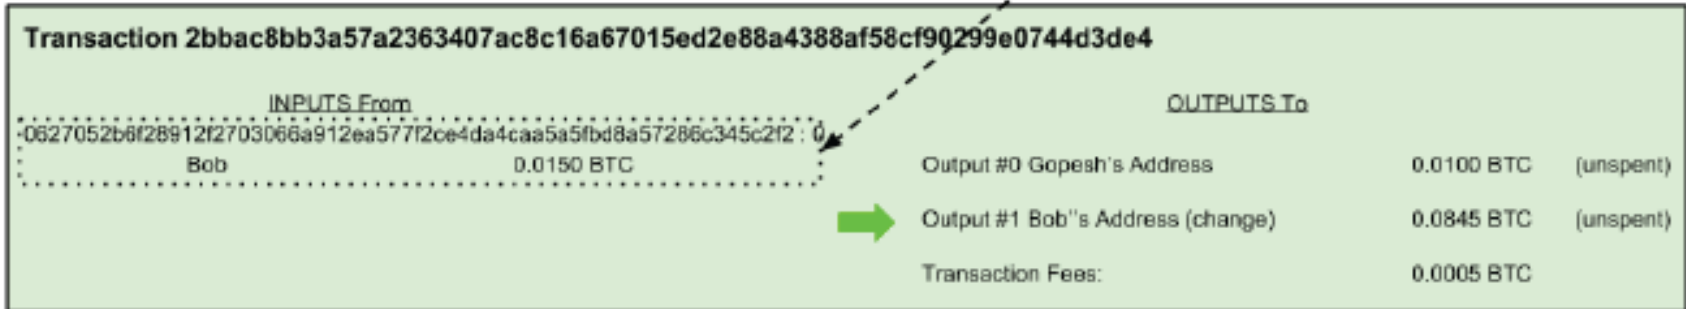 Transaction 2bbac8bb3a57a2363407ac8c16a67015ed2e88a4388af58cf90299e0744d3de4
INPUTS From OUTPUTS To
0627052b6f28912f2703066a912ea577f2ce4da4caa5a5fbd8a57286c345c2f2 : 0
Bob 0.0150 BTC Output #0 Gopesh's Address 0.0100 BTC (unspent)
Output #1 Bob''s Address (change) 0.0845 BTC (unspent)
Transaction Fees: 0.0005 BTC